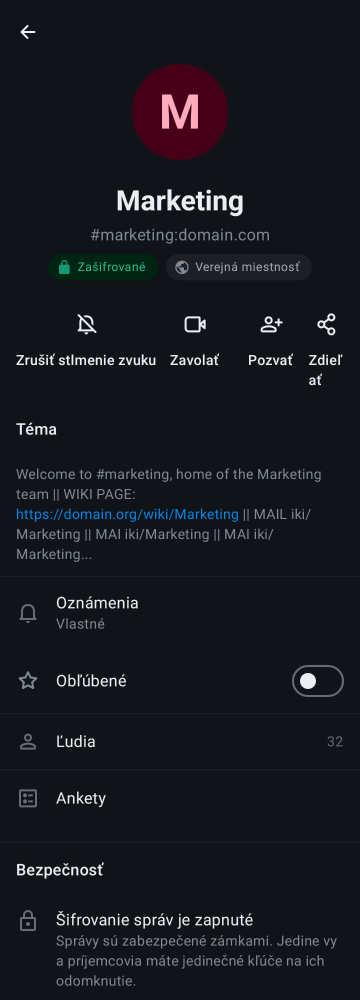 M
Marketing
#marketing:domain.com
Zašifrované
Verejná miestnosť
Zrušiť stlmenie zvuku
Zavolať
Pozvať
Zdieľ
ať
Téma
Welcome to #marketing, home of the Marketing
team || WIKI PAGE:
https://domain.org/wiki/Marketing || MAIL iki/
Marketing || MAI iki/Marketing || MAI iki/
Marketing...
Oznámenia
Vlastné
Obľúbené
Ľudia
32
Ankety
Bezpečnosť
Šifrovanie správ je zapnuté
Správy sú zabezpečené zámkami. Jedine vy
a príjemcovia máte jedinečné kľúče na ich
odomknutie.